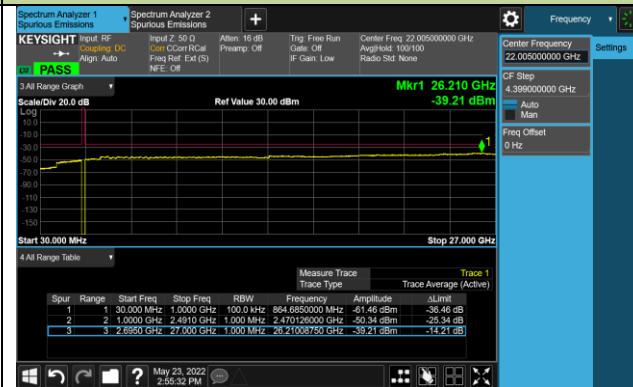 Spectrum Analyzer 1
Spurious Emissions
Spectrum Analyzer 2
Spurious Emissions
+
Frequency
KEYSIGHT
Input: RF
Coupling: DC
Align: Auto
Input Z: 50 Ω
Corr CCorr RCal
Freq Ref: Ext (S)
NFE: Off
Atten: 16 dB
Preamp: Off
Trig: Free Run
Gate: Off
IF Gain: Low
Center Freq: 22.005000000 GHz
Avg|Hold: 100/100
Radio Std: None
PASS
Center Frequency
22.005000000 GHz
Settings
CF Step
4.399000000 GHz
Auto
Man
Freq Offset
0 Hz
3 All Range Graph
Mkr1 26.210 GHz
Scale/Div 20.0 dB
Ref Value 30.00 dBm
-39.21 dBm
Log
10.0
-10.0
-30.0
-50.0
-70.0
-90.0
-110
-130
-150
1
Start 30.000 MHz
Stop 27.000 GHz
4 All Range Table
Measure Trace Trace 1
Trace Type Trace Average (Active)
Spur Range Start Freq Stop Freq RBW Frequency Amplitude ΔLimit
1 1 30.000 MHz 1.0000 GHz 100.0 kHz 864.6850000 MHz -61.46 dBm -36.46 dB
2 2 1.0000 GHz 2.4910 GHz 1.000 MHz 2.470126000 GHz -50.34 dBm -25.34 dB
3 3 2.6950 GHz 27.000 GHz 1.000 MHz 26.21008750 GHz -39.21 dBm -14.21 dB
?
May 23, 2022
2:55:32 PM